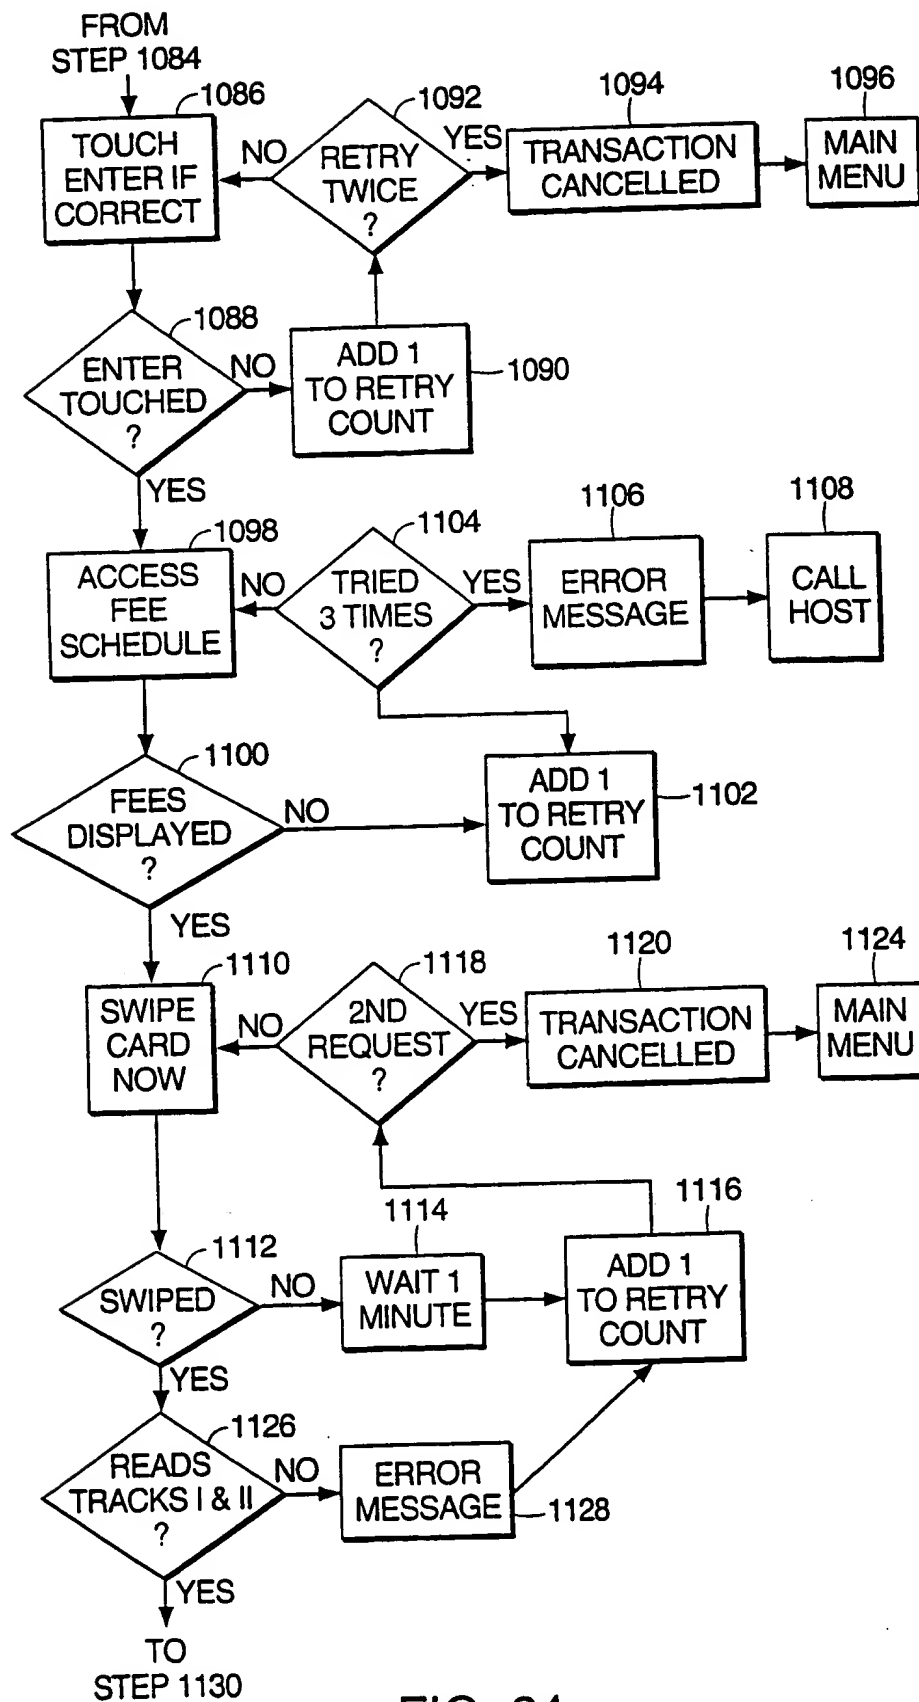 FROM
STEP 1084
1086
TOUCH
ENTER IF
CORRECT
NO
1092
RETRY
TWICE
?
YES
1094
TRANSACTION
CANCELLED
1096
MAIN
MENU
1088
ENTER
TOUCHED
?
NO
ADD 1
TO RETRY
COUNT
1090
YES
1098
ACCESS
FEE
SCHEDULE
NO
1104
TRIED
3 TIMES
?
YES
1106
ERROR
MESSAGE
1108
CALL
HOST
1100
FEES
DISPLAYED
?
NO
ADD 1
TO RETRY
COUNT
1102
YES
1110
SWIPE
CARD
NOW
NO
1118
2ND
REQUEST
?
YES
1120
TRANSACTION
CANCELLED
1124
MAIN
MENU
1112
SWIPED
?
NO
1114
WAIT 1
MINUTE
1116
ADD 1
TO RETRY
COUNT
YES
1126
READS
TRACKS I & II
?
NO
ERROR
MESSAGE
1128
YES
TO
STEP 1130